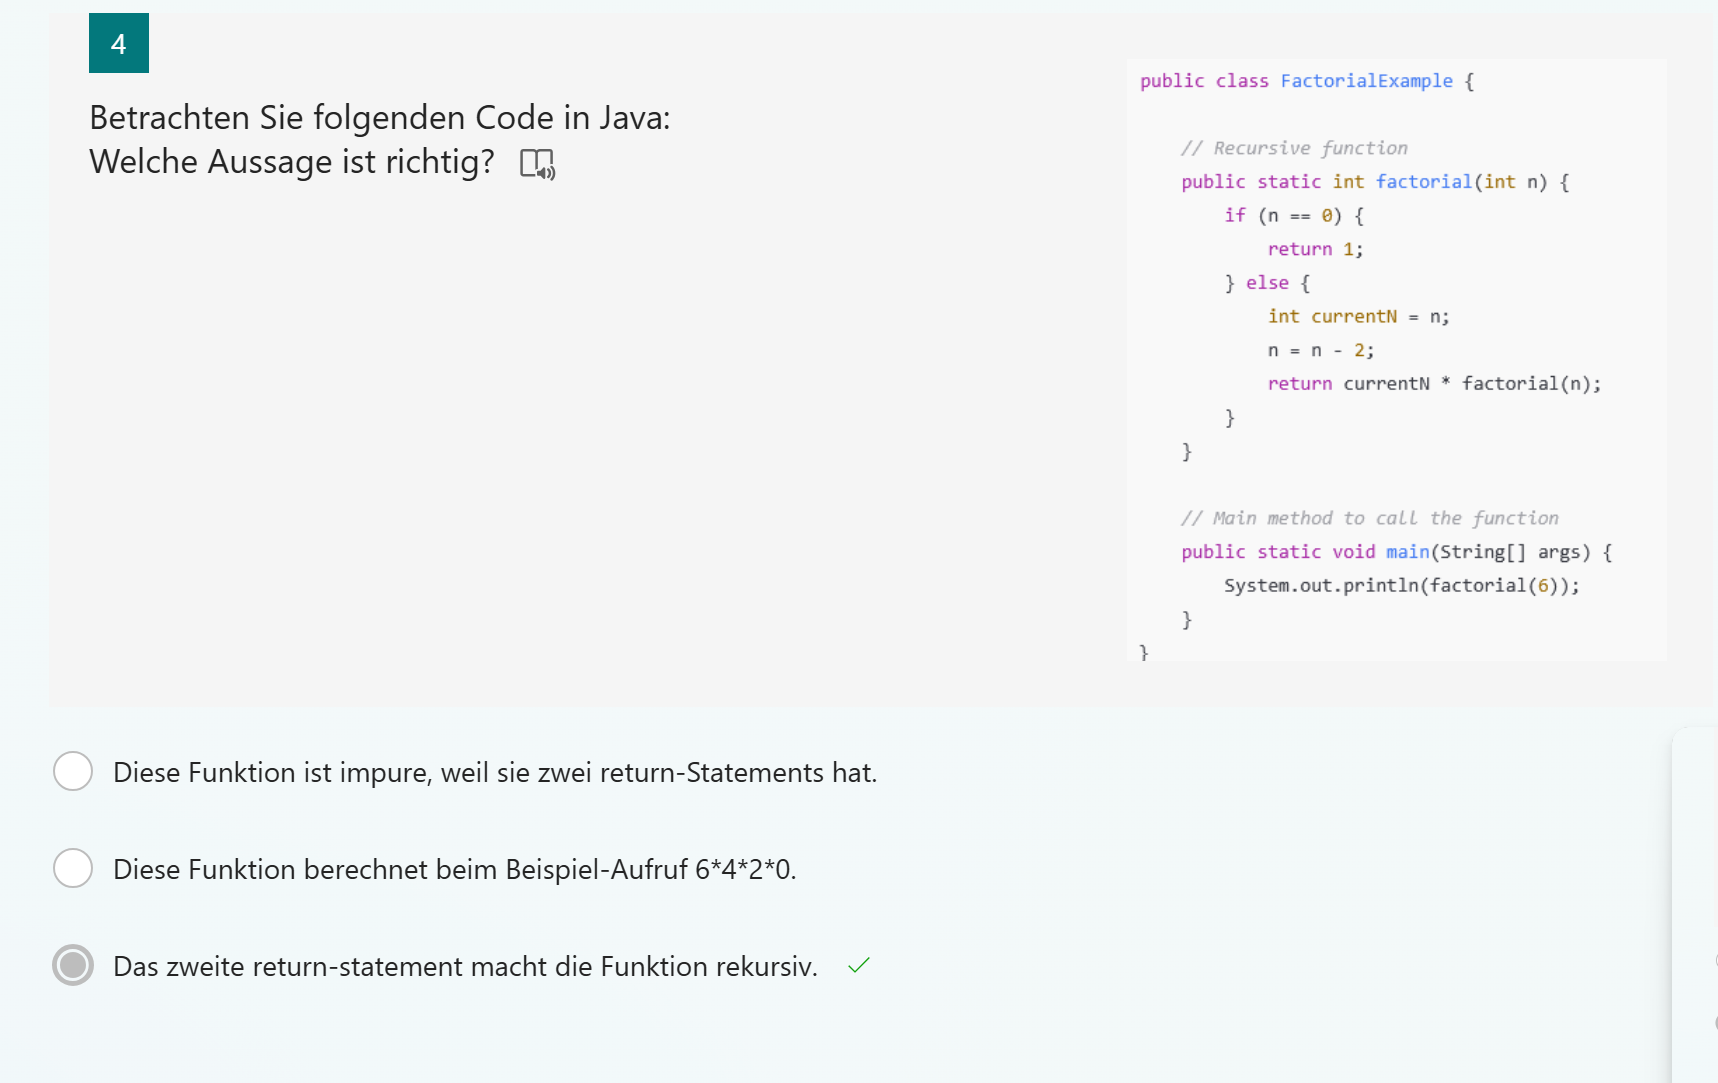 4
Betrachten Sie folgenden Code in Java:
Welche Aussage ist richtig?
public class FactorialExample {
// Recursive function
public static int factorial(int n) {
if (n == 0) {
return 1;
} else {
int currentN = n;
n = n - 2;
return currentN * factorial(n);
}
}
// Main method to call the function
public static void main(String[] args) {
System.out.println(factorial(6));
}
}
Diese Funktion ist impure, weil sie zwei return-Statements hat.
Diese Funktion berechnet beim Beispiel-Aufruf 6*4*2*0.
Das zweite return-statement macht die Funktion rekursiv.